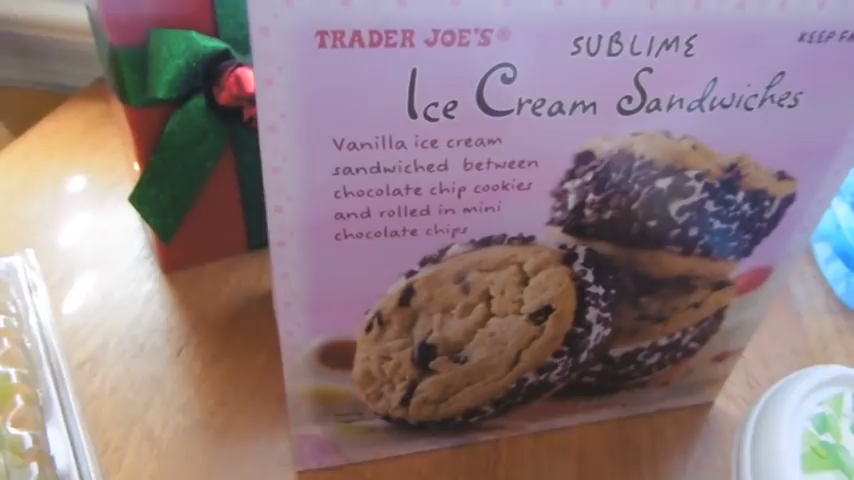 TRADER JOE'S®
SUBLIME
KEEP
Ice Cream Sandwiches
Vanilla ice cream
sandwiched between
chocolate chip cookies
and rolled in mini
chocolate chips